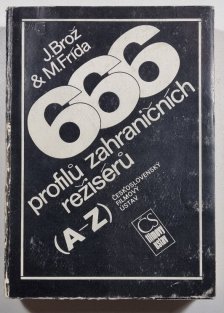 J. Brož
& M. Frída
666
profilů zahraničních
režisérů
(A-Z)
ČESKOSLOVENSKÝ
FILMOVÝ
ÚSTAV
ČS
filmový
ústav